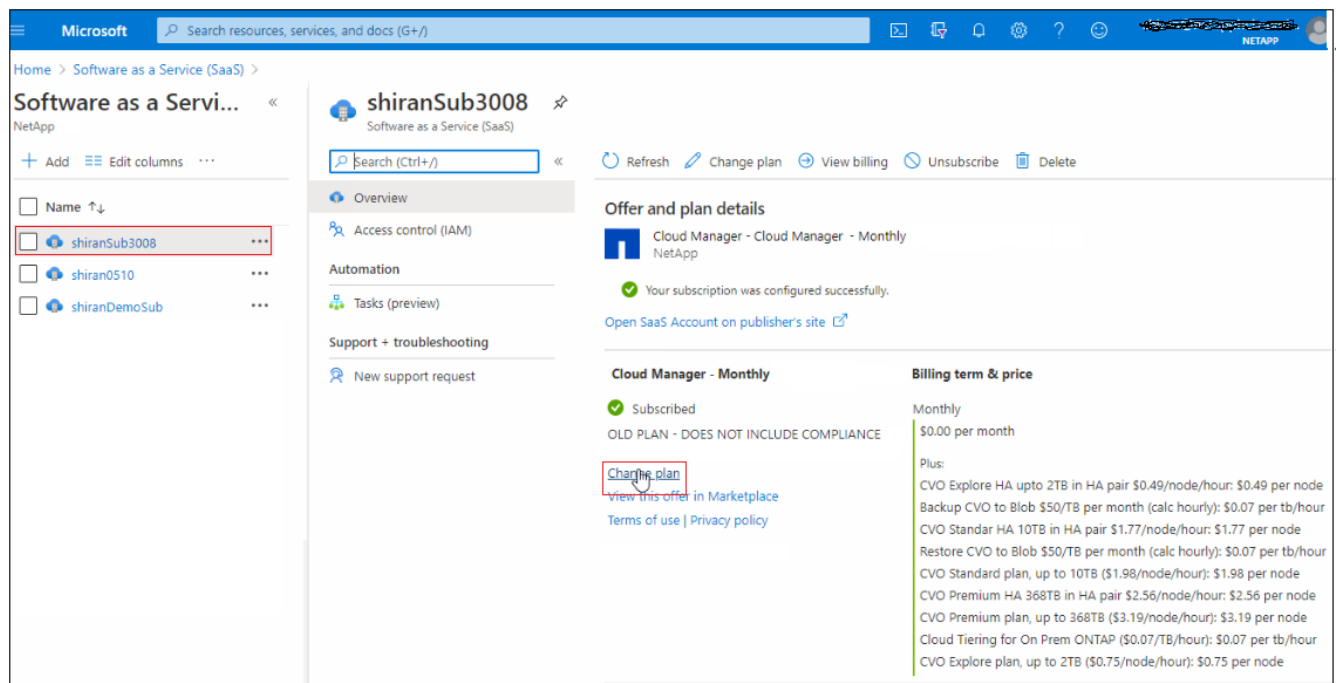 Microsoft
Search resources, services, and docs (G+/)
NETAPP
Home > Software as a Service (SaaS) >
Software as a Servi... «
NetApp
+ Add Edit columns ...
Name ↑↓
shiranSub3008 ...
shiran0510 ...
shiranDemoSub ...
shiranSub3008
Software as a Service (SaaS)
Search (Ctrl+/) «
Overview
Access control (IAM)
Automation
Tasks (preview)
Support + troubleshooting
New support request
Refresh Change plan View billing Unsubscribe Delete
Offer and plan details
Cloud Manager - Cloud Manager - Monthly
NetApp
Your subscription was configured successfully.
Open SaaS Account on publisher's site
Cloud Manager - Monthly
Subscribed
OLD PLAN - DOES NOT INCLUDE COMPLIANCE
Change plan
View this offer in Marketplace
Terms of use | Privacy policy
Billing term & price
Monthly
$0.00 per month
Plus:
CVO Explore HA upto 2TB in HA pair $0.49/node/hour: $0.49 per node
Backup CVO to Blob $50/TB per month (calc hourly): $0.07 per tb/hour
CVO Standar HA 10TB in HA pair $1.77/node/hour: $1.77 per node
Restore CVO to Blob $50/TB per month (calc hourly): $0.07 per tb/hour
CVO Standard plan, up to 10TB ($1.98/node/hour): $1.98 per node
CVO Premium HA 368TB in HA pair $2.56/node/hour: $2.56 per node
CVO Premium plan, up to 368TB ($3.19/node/hour): $3.19 per node
Cloud Tiering for On Prem ONTAP ($0.07/TB/hour): $0.07 per tb/hour
CVO Explore plan, up to 2TB ($0.75/node/hour): $0.75 per node